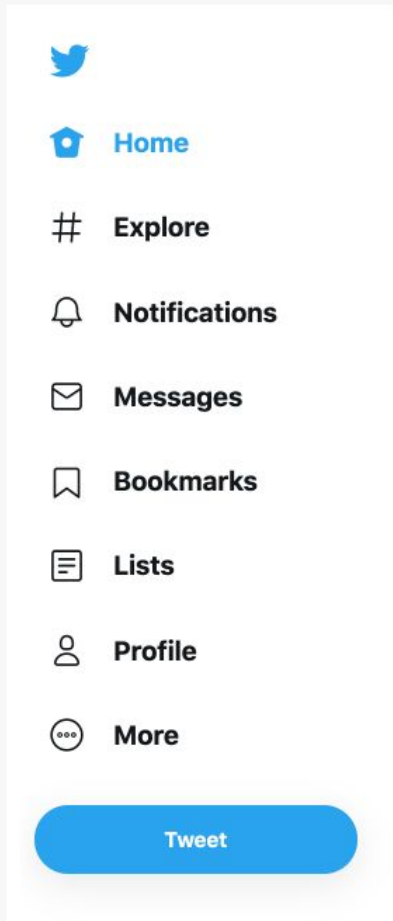 Home
Explore
Notifications
Messages
Bookmarks
Lists
Profile
More
Tweet